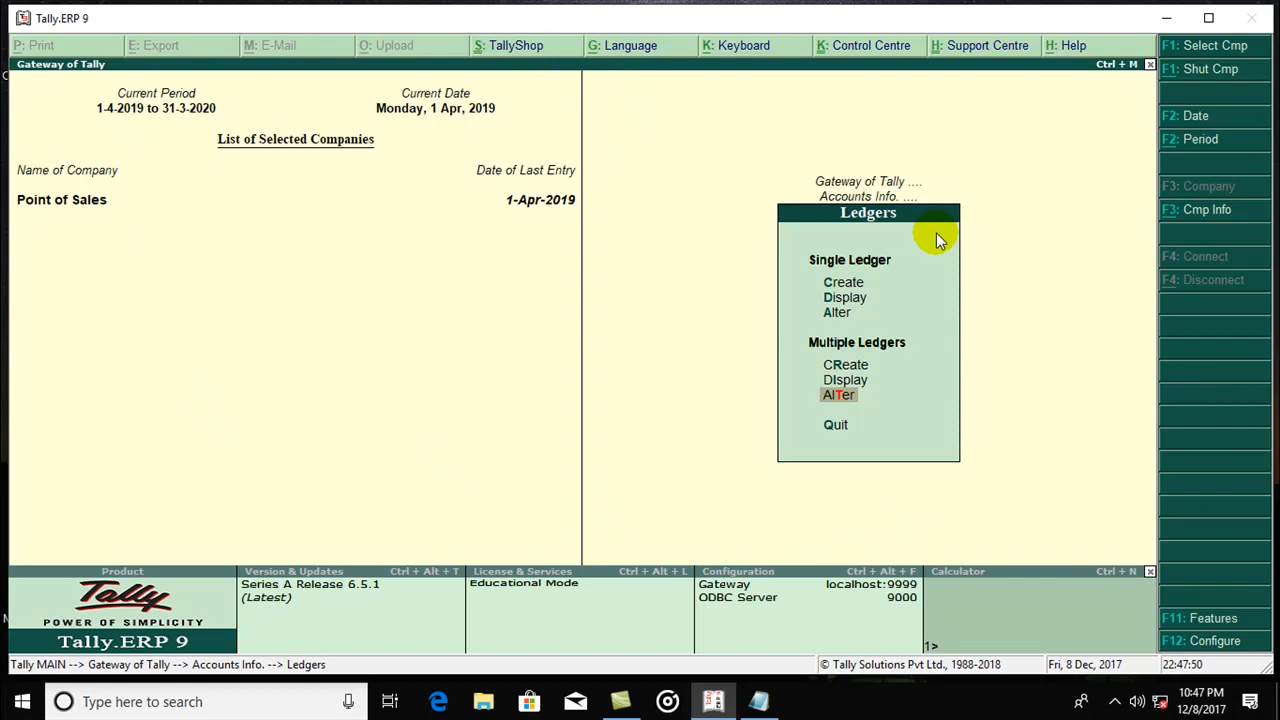 Tally.ERP 9
P: Print
E: Export
M: E-Mail
O: Upload
S: TallyShop
G: Language
K: Keyboard
K: Control Centre
H: Support Centre
H: Help
Gateway of Tally
Ctrl + M
Current Period
1-4-2019 to 31-3-2020
Current Date
Monday, 1 Apr, 2019
List of Selected Companies
Name of Company
Date of Last Entry
Point of Sales
1-Apr-2019
Gateway of Tally ....
Accounts Info. ....
Ledgers
Single Ledger
Create
Display
Alter
Multiple Ledgers
CReate
DIsplay
AlTer
Quit
F1: Select Cmp
F1: Shut Cmp
F2: Date
F2: Period
F3: Company
F3: Cmp Info
F4: Connect
F4: Disconnect
F11: Features
F12: Configure
Product
Tally
POWER OF SIMPLICITY
Tally.ERP 9
Version & Updates
Ctrl + Alt + T
Series A Release 6.5.1
(Latest)
License & Services
Ctrl + Alt + L
Educational Mode
Configuration
Ctrl + Alt + F
Gateway
localhost:9999
ODBC Server
9000
Calculator
Ctrl + N
1>
Tally MAIN --> Gateway of Tally --> Accounts Info. --> Ledgers
© Tally Solutions Pvt Ltd., 1988-2018
Fri, 8 Dec, 2017
22:47:50
Type here to search
10:47 PM
12/8/2017